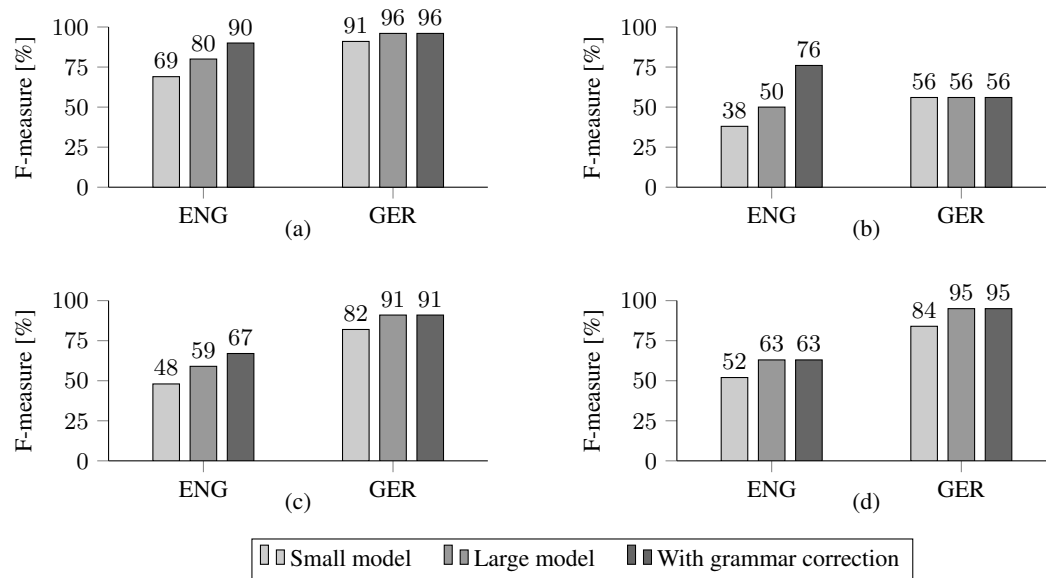 100
75
50
25
0
F-measure [%]
69 80 90 91 96 96
ENG GER
(a)
100
75
50
25
0
F-measure [%]
38 50 76 56 56 56
ENG GER
(b)
100
75
50
25
0
F-measure [%]
48 59 67 82 91 91
ENG GER
(c)
100
75
50
25
0
F-measure [%]
52 63 63 84 95 95
ENG GER
(d)
Small model Large model With grammar correction